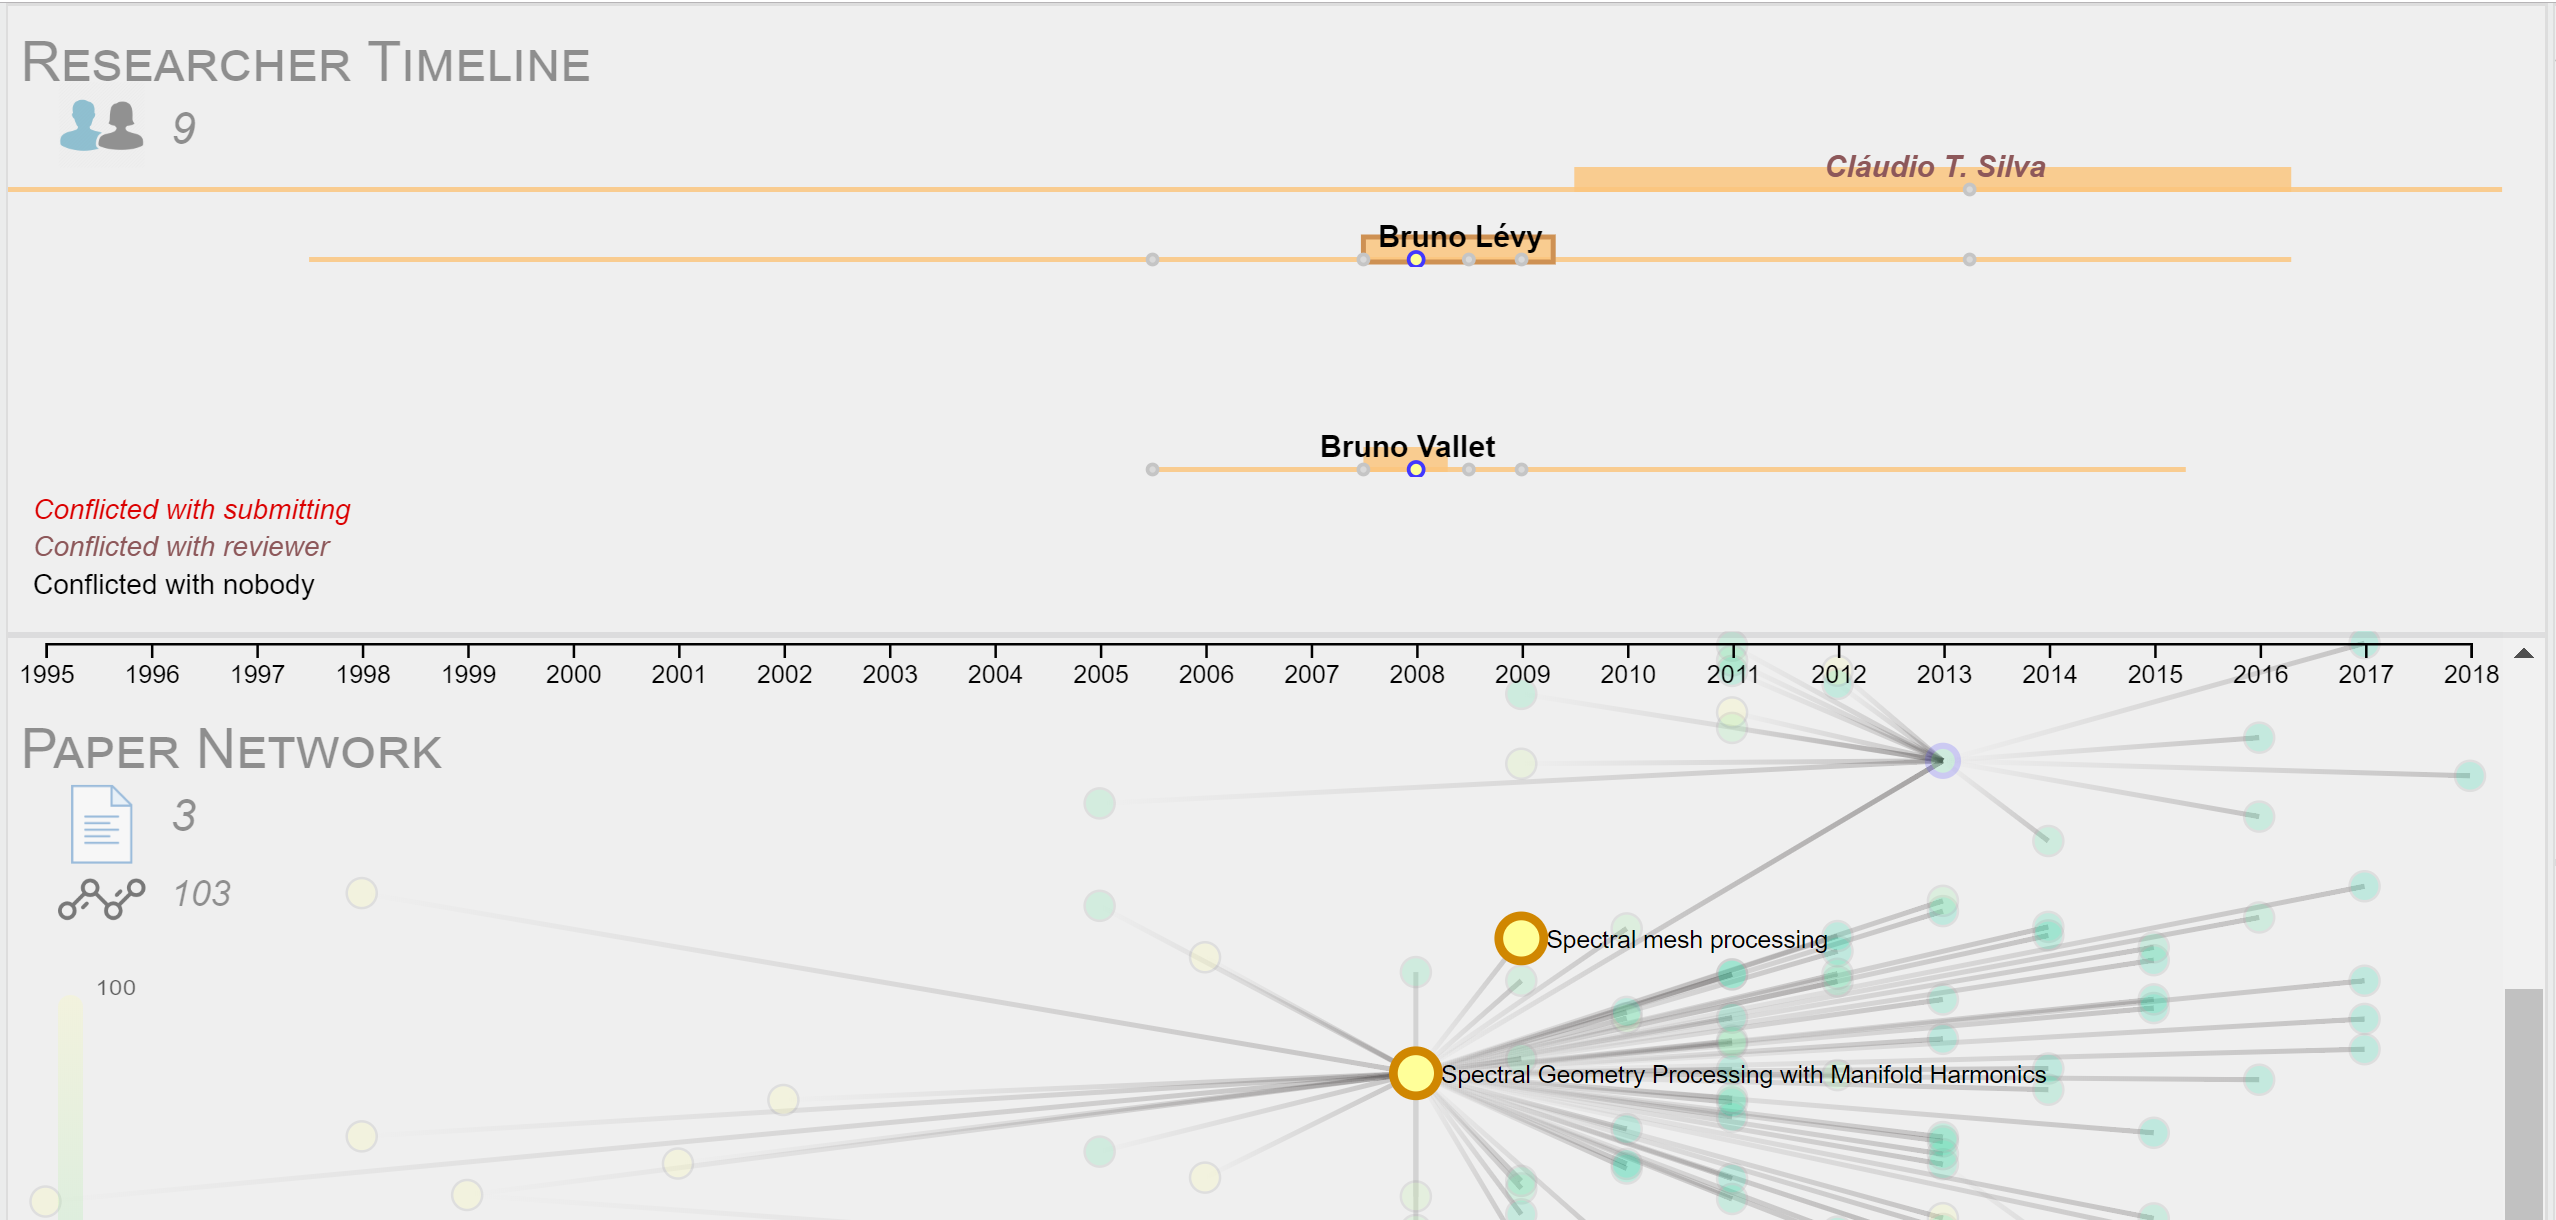 RESEARCHER TIMELINE
9
Cláudio T. Silva
Bruno Lévy
Bruno Vallet
Conflicted with submitting
Conflicted with reviewer
Conflicted with nobody
1995 1996 1997 1998 1999 2000 2001 2002 2003 2004 2005 2006 2007 2008 2009 2010 2011 2012 2013 2014 2015 2016 2017 2018
PAPER NETWORK
3
103
Spectral mesh processing
100
Spectral Geometry Processing with Manifold Harmonics